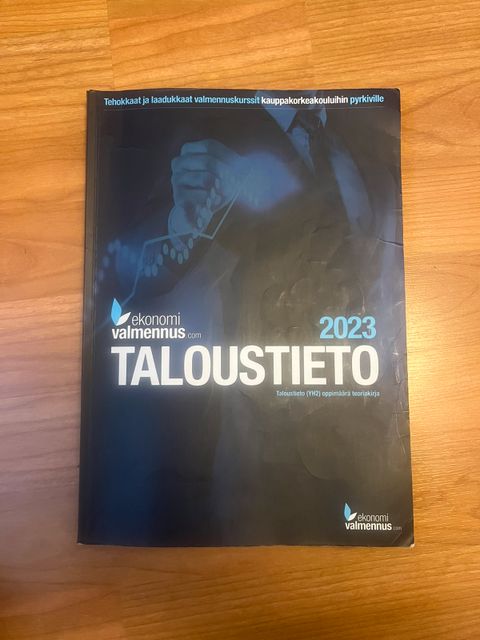 Tehokkaat ja laadukkaat valmennuskurssit kauppakorkeakouluihin pyrkiville
ekonomi
valmennus.com
2023
TALOUSTIETO
Taloustieto (YH2) oppimäärä teoriakirja
ekonomi
valmennus.com